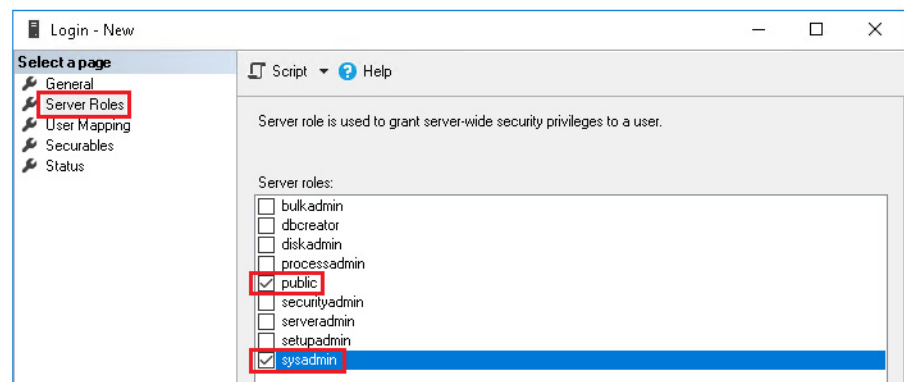 Login - New
Select a page
General
Server Roles
User Mapping
Securables
Status
Script Help
Server role is used to grant server-wide security privileges to a user.
Server roles:
bulkadmin
dbcreator
diskadmin
processadmin
public
securityadmin
serveradmin
setupadmin
sysadmin